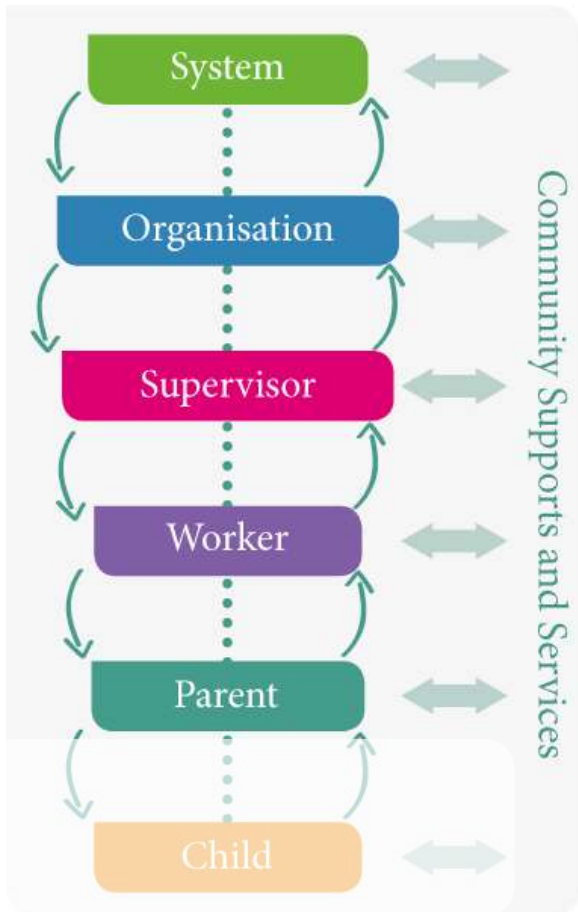 System
Organisation
Supervisor
Worker
Parent
Child
Community Supports and Services